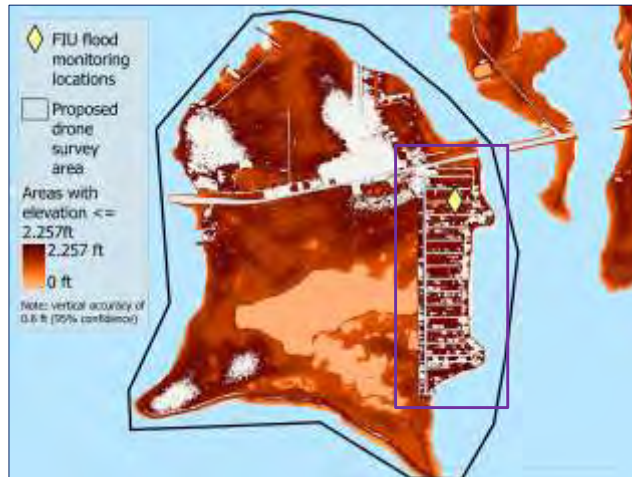 FIU flood
monitoring
locations
Proposed
drone
survey
area
Areas with
elevation <=
2.257ft
2.257 ft
0 ft
Note: vertical accuracy of
0.6 ft (95% confidence)